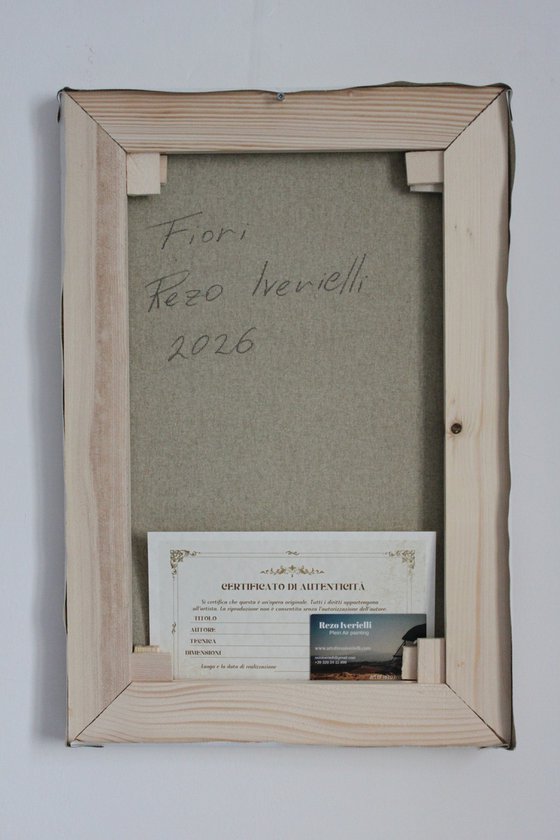 Fiori
Rezo Iverielli
2026
CERTIFICATO DI AUTENTICITÀ
Si certifica che questa è un'opera originale. Tutti i diritti appartengono
all'artista. La riproduzione non è consentita senza l'autorizzazione dell'autore.
TITOLO
AUTORE
TECNICA
DIMENSIONI
Luogo e la data di realizzazione
Rezo Iverielli
Plein Air painting